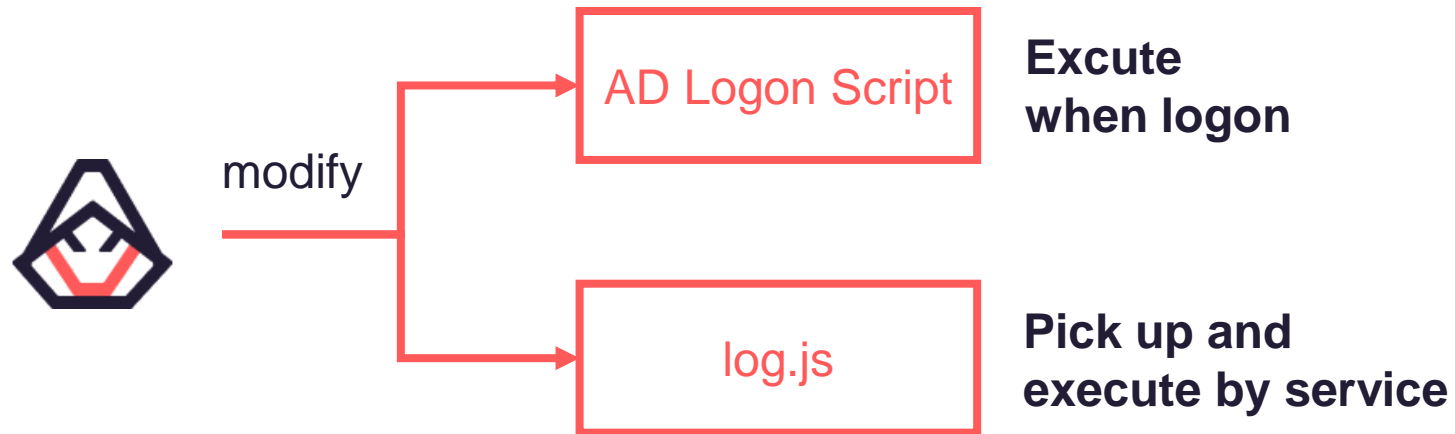 modify
AD Logon Script
Excute
when logon
log.js
Pick up and
execute by service